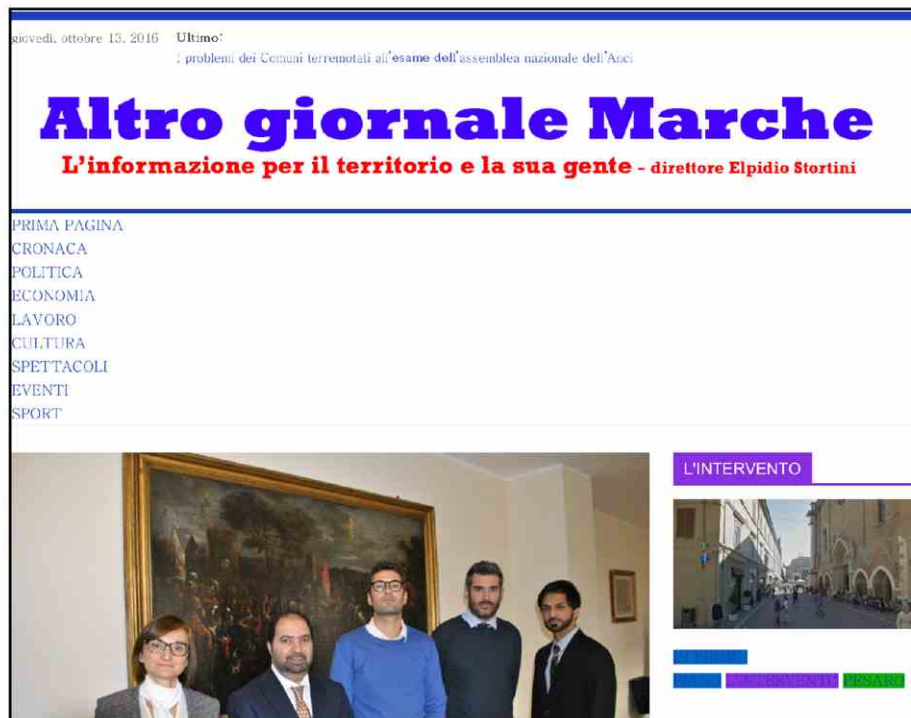 giovedì, ottobre 13, 2016 Ultimo:
: problemi dei Comuni terremotati all'esame dell'assemblea nazionale dell'Anci
Altro giornale Marche
L'informazione per il territorio e la sua gente - direttore Elpidio Stortini
PRIMA PAGINA
CRONACA
POLITICA
ECONOMIA
LAVORO
CULTURA
SPETTACOLI
EVENTI
SPORT
L'INTERVENTO
L'INTERVENTO PESARO